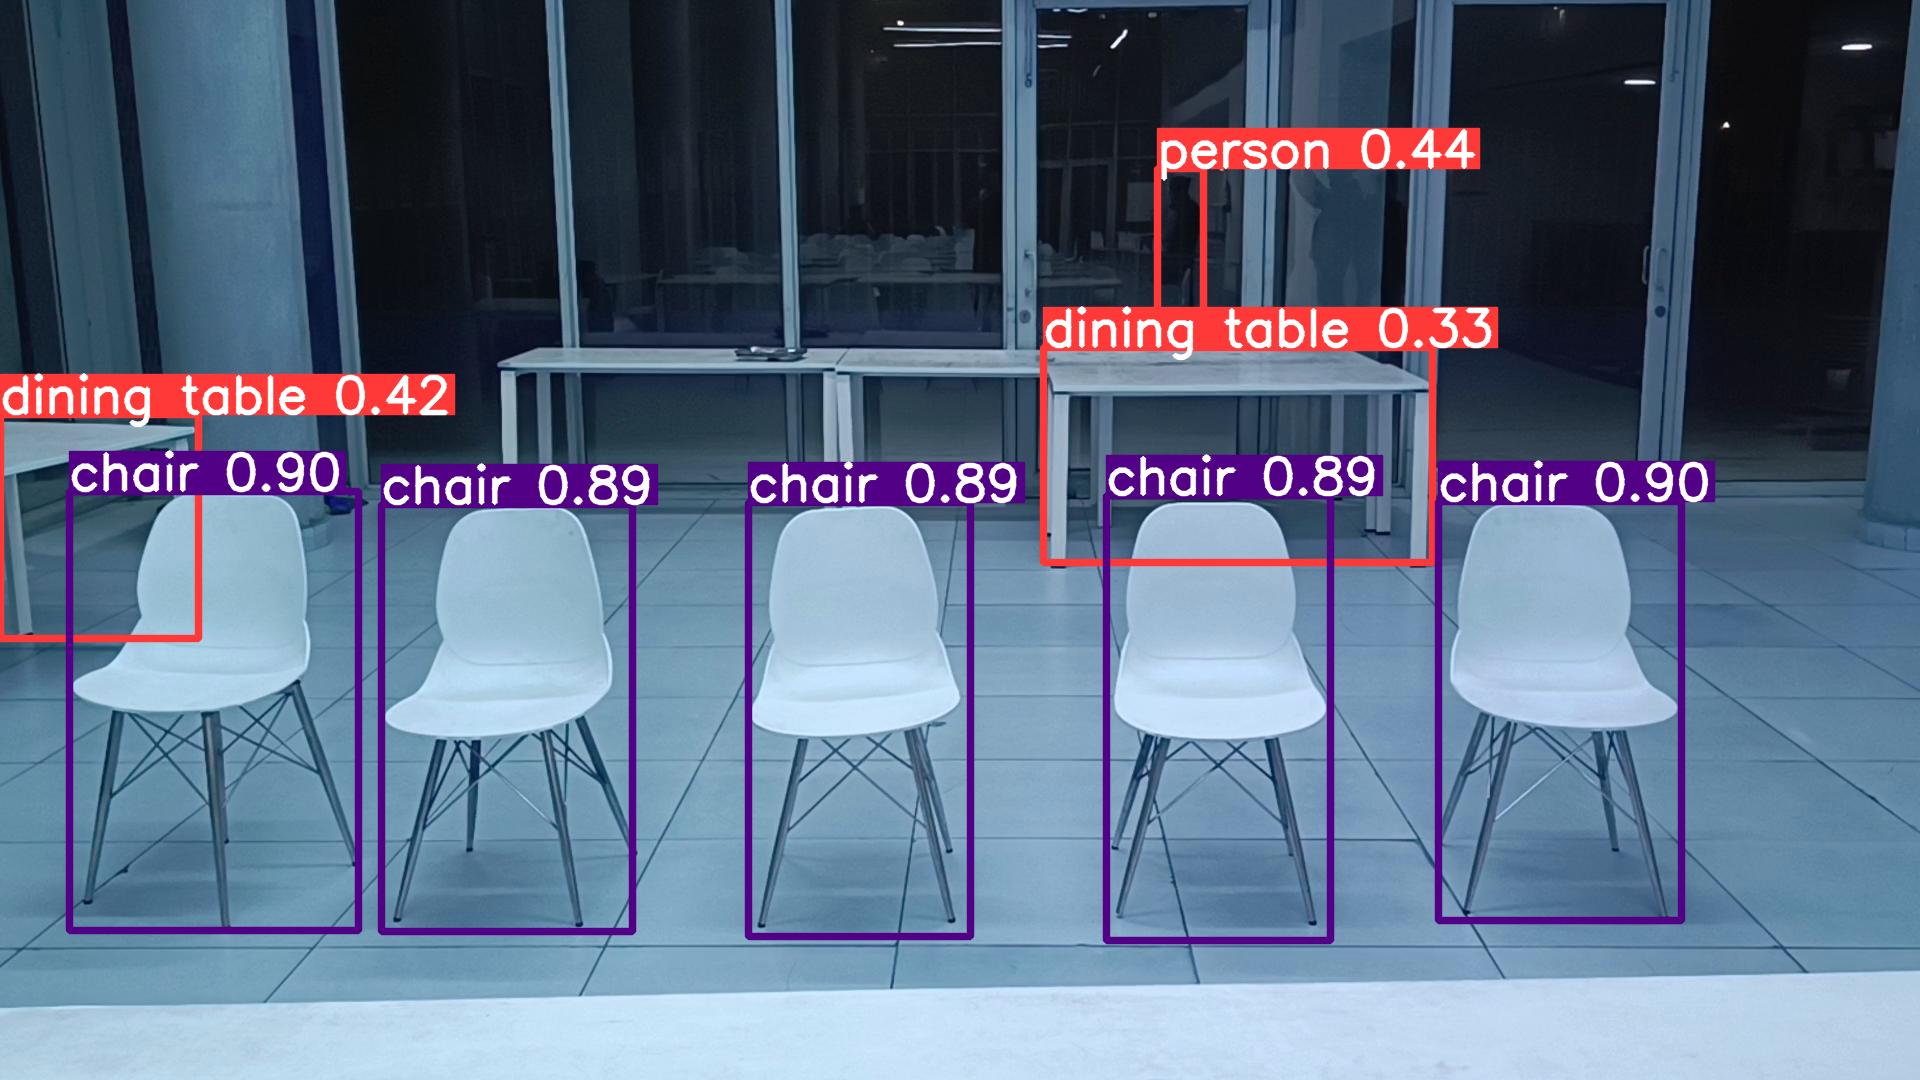 person 0.44
dining table 0.33
dining table 0.42
chair 0.90
chair 0.89
chair 0.89
chair 0.89
chair 0.90